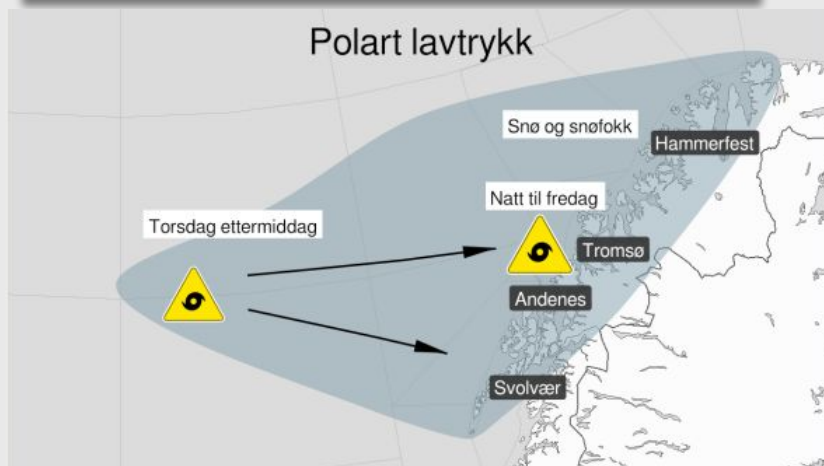 Polart lavtrykk
Snø og snøfokk
Hammerfest
Natt til fredag
Torsdag ettermiddag
Tromsø
Andenes
Svolvær